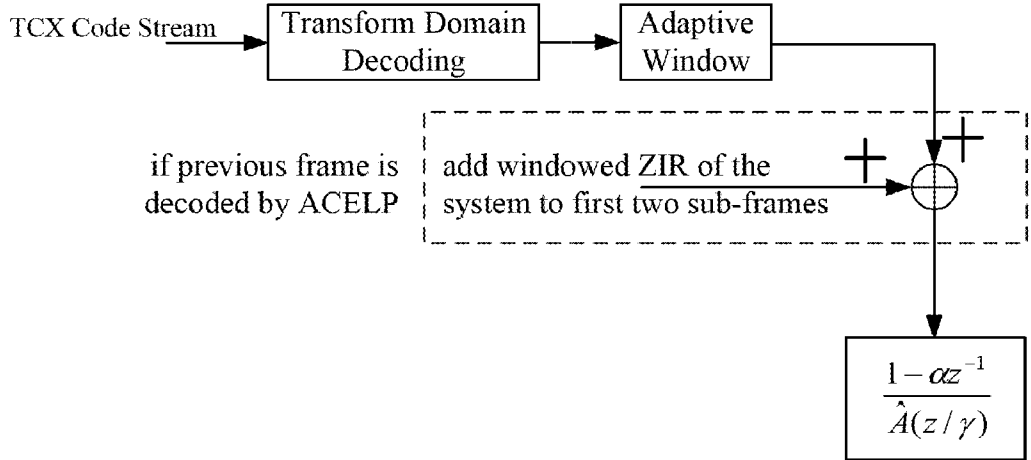 TCX Code Stream
Transform Domain
Decoding
Adaptive
Window
+
+
if previous frame is
decoded by ACELP
add windowed ZIR of the
system to first two sub-frames
1 − αz⁻¹
Â(z / γ)